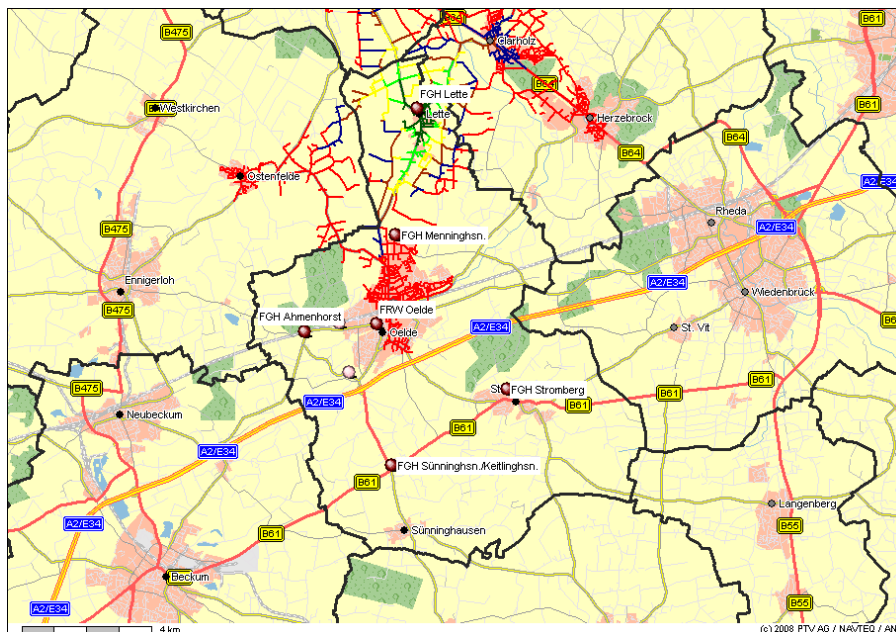 B64
B61
B475
Clarholz
FGH Lette
B64
Westkirchen
Lette
Herzebrock
B64
B64
Ostenfelde
A2/E34
Rheda
B475
A2/E34
FGH Menninghsn.
Ennigerloh
A2/E34
Wiedenbrück
B475
FGH Ahmenhorst
FRW Oelde
Oelde
A2/E34
St. Vit
B475
FGH Stromberg
B61
B61
A2/E34
Neubeckum
B61
A2/E34
FGH Sünninghsn./Keitlinghsn.
B61
Langenberg
A2/E34
B61
Sünninghausen
B55
Beckum
A2/E34
B55
4 km
(c) 2008 PTV AG / NAVTEQ / AN